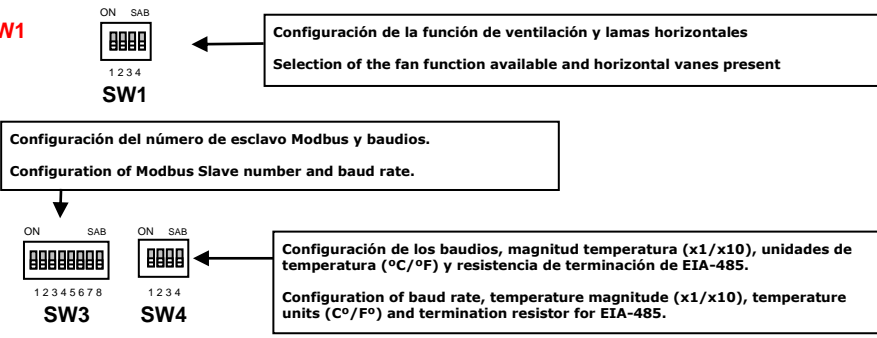 W1
ON SAB
1 2 3 4
SW1
Configuración de la función de ventilación y lamas horizontales
Selection of the fan function available and horizontal vanes present
Configuración del número de esclavo Modbus y baudios.
Configuration of Modbus Slave number and baud rate.
ON SAB
1 2 3 4 5 6 7 8
SW3
ON SAB
1 2 3 4
SW4
Configuración de los baudios, magnitud temperatura (x1/x10), unidades de
temperatura (ºC/ºF) y resistencia de terminación de EIA-485.
Configuration of baud rate, temperature magnitude (x1/x10), temperature
units (Cº/Fº) and termination resistor for EIA-485.